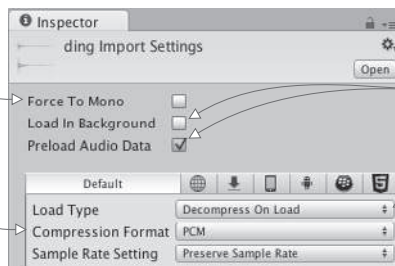 Inspector
ding Import Settings
Open
Force To Mono
Load In Background
Preload Audio Data
Default
Load Type Decompress On Load
Compression Format PCM
Sample Rate Setting Preserve Sample Rate